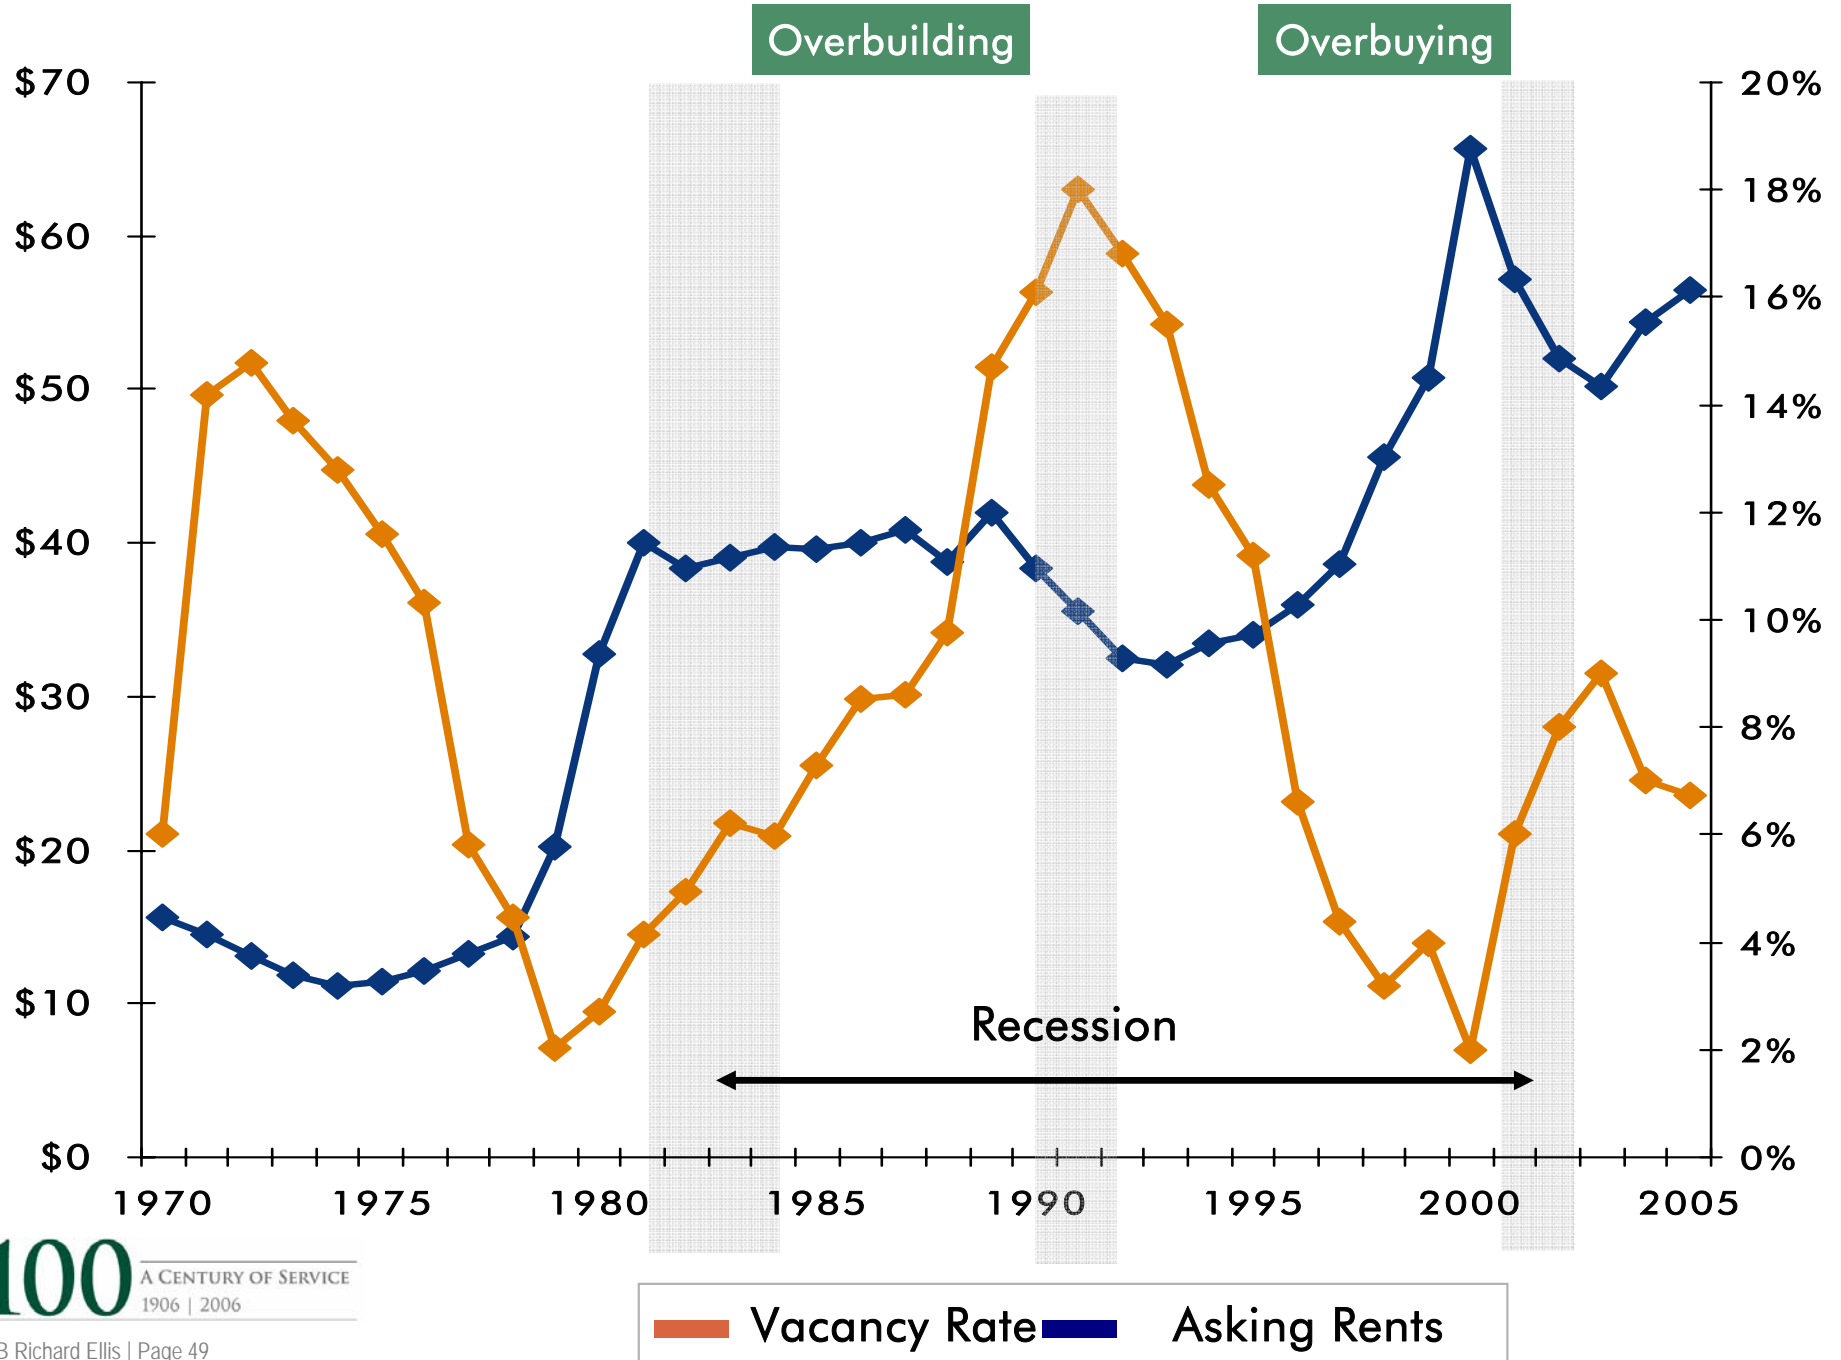 Overbuilding
Overbuying
$70
$60
$50
$40
$30
$20
$10
$0
20%
18%
16%
14%
12%
10%
8%
6%
4%
2%
0%
Recession
1970 1975 1980 1985 1990 1995 2000 2005
100
A CENTURY OF SERVICE
1906 | 2006
B Richard Ellis | Page 49
Vacancy Rate Asking Rents